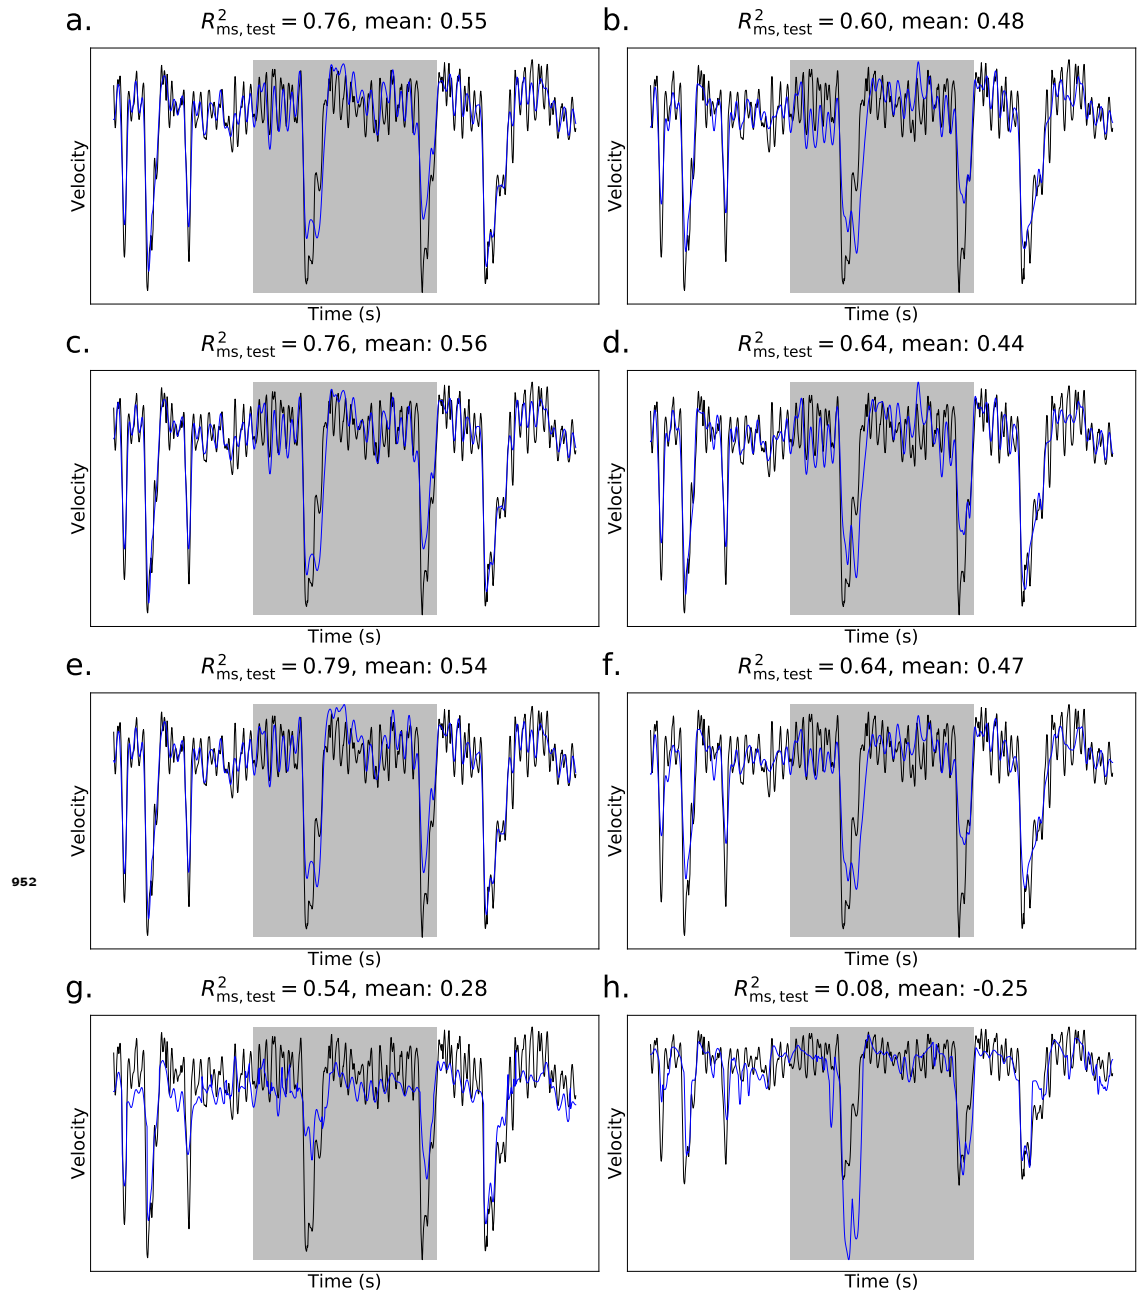 a. R²ms, test = 0.76, mean: 0.55
b. R²ms, test = 0.60, mean: 0.48
Velocity
Velocity
Time (s)
Time (s)
c. R²ms, test = 0.76, mean: 0.56
d. R²ms, test = 0.64, mean: 0.44
Velocity
Velocity
Time (s)
Time (s)
e. R²ms, test = 0.79, mean: 0.54
f. R²ms, test = 0.64, mean: 0.47
Velocity
Velocity
952
Time (s)
Time (s)
g. R²ms, test = 0.54, mean: 0.28
h. R²ms, test = 0.08, mean: -0.25
Velocity
Velocity
Time (s)
Time (s)